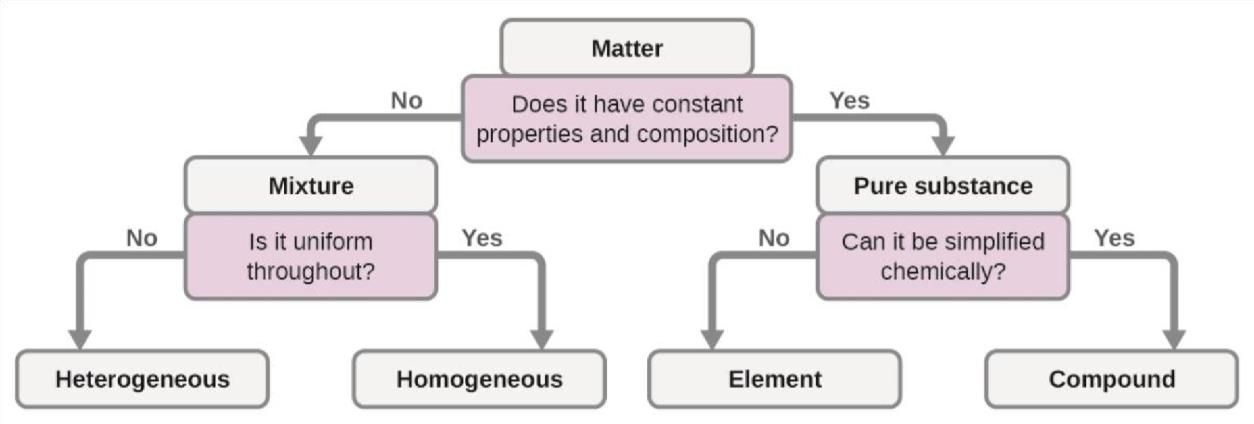 Matter
No
Does it have constant
Yes
properties and composition?
Mixture
Pure substance
No
Is it uniform
Yes
throughout?
No
Can it be simplified
Yes
chemically?
Heterogeneous
Homogeneous
Element
Compound